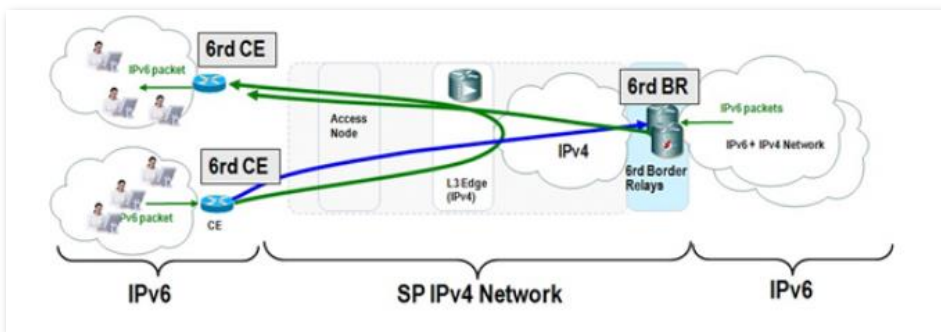 6rd CE
IPv6 packet
6rd BR
IPv6 packets
Access
Node
IPv4
IPv6 + IPv4 Network
6rd CE
L3 Edge
(IPv4)
6rd Border
Relays
Pv6 packet
CE
IPv6
SP IPv4 Network
IPv6